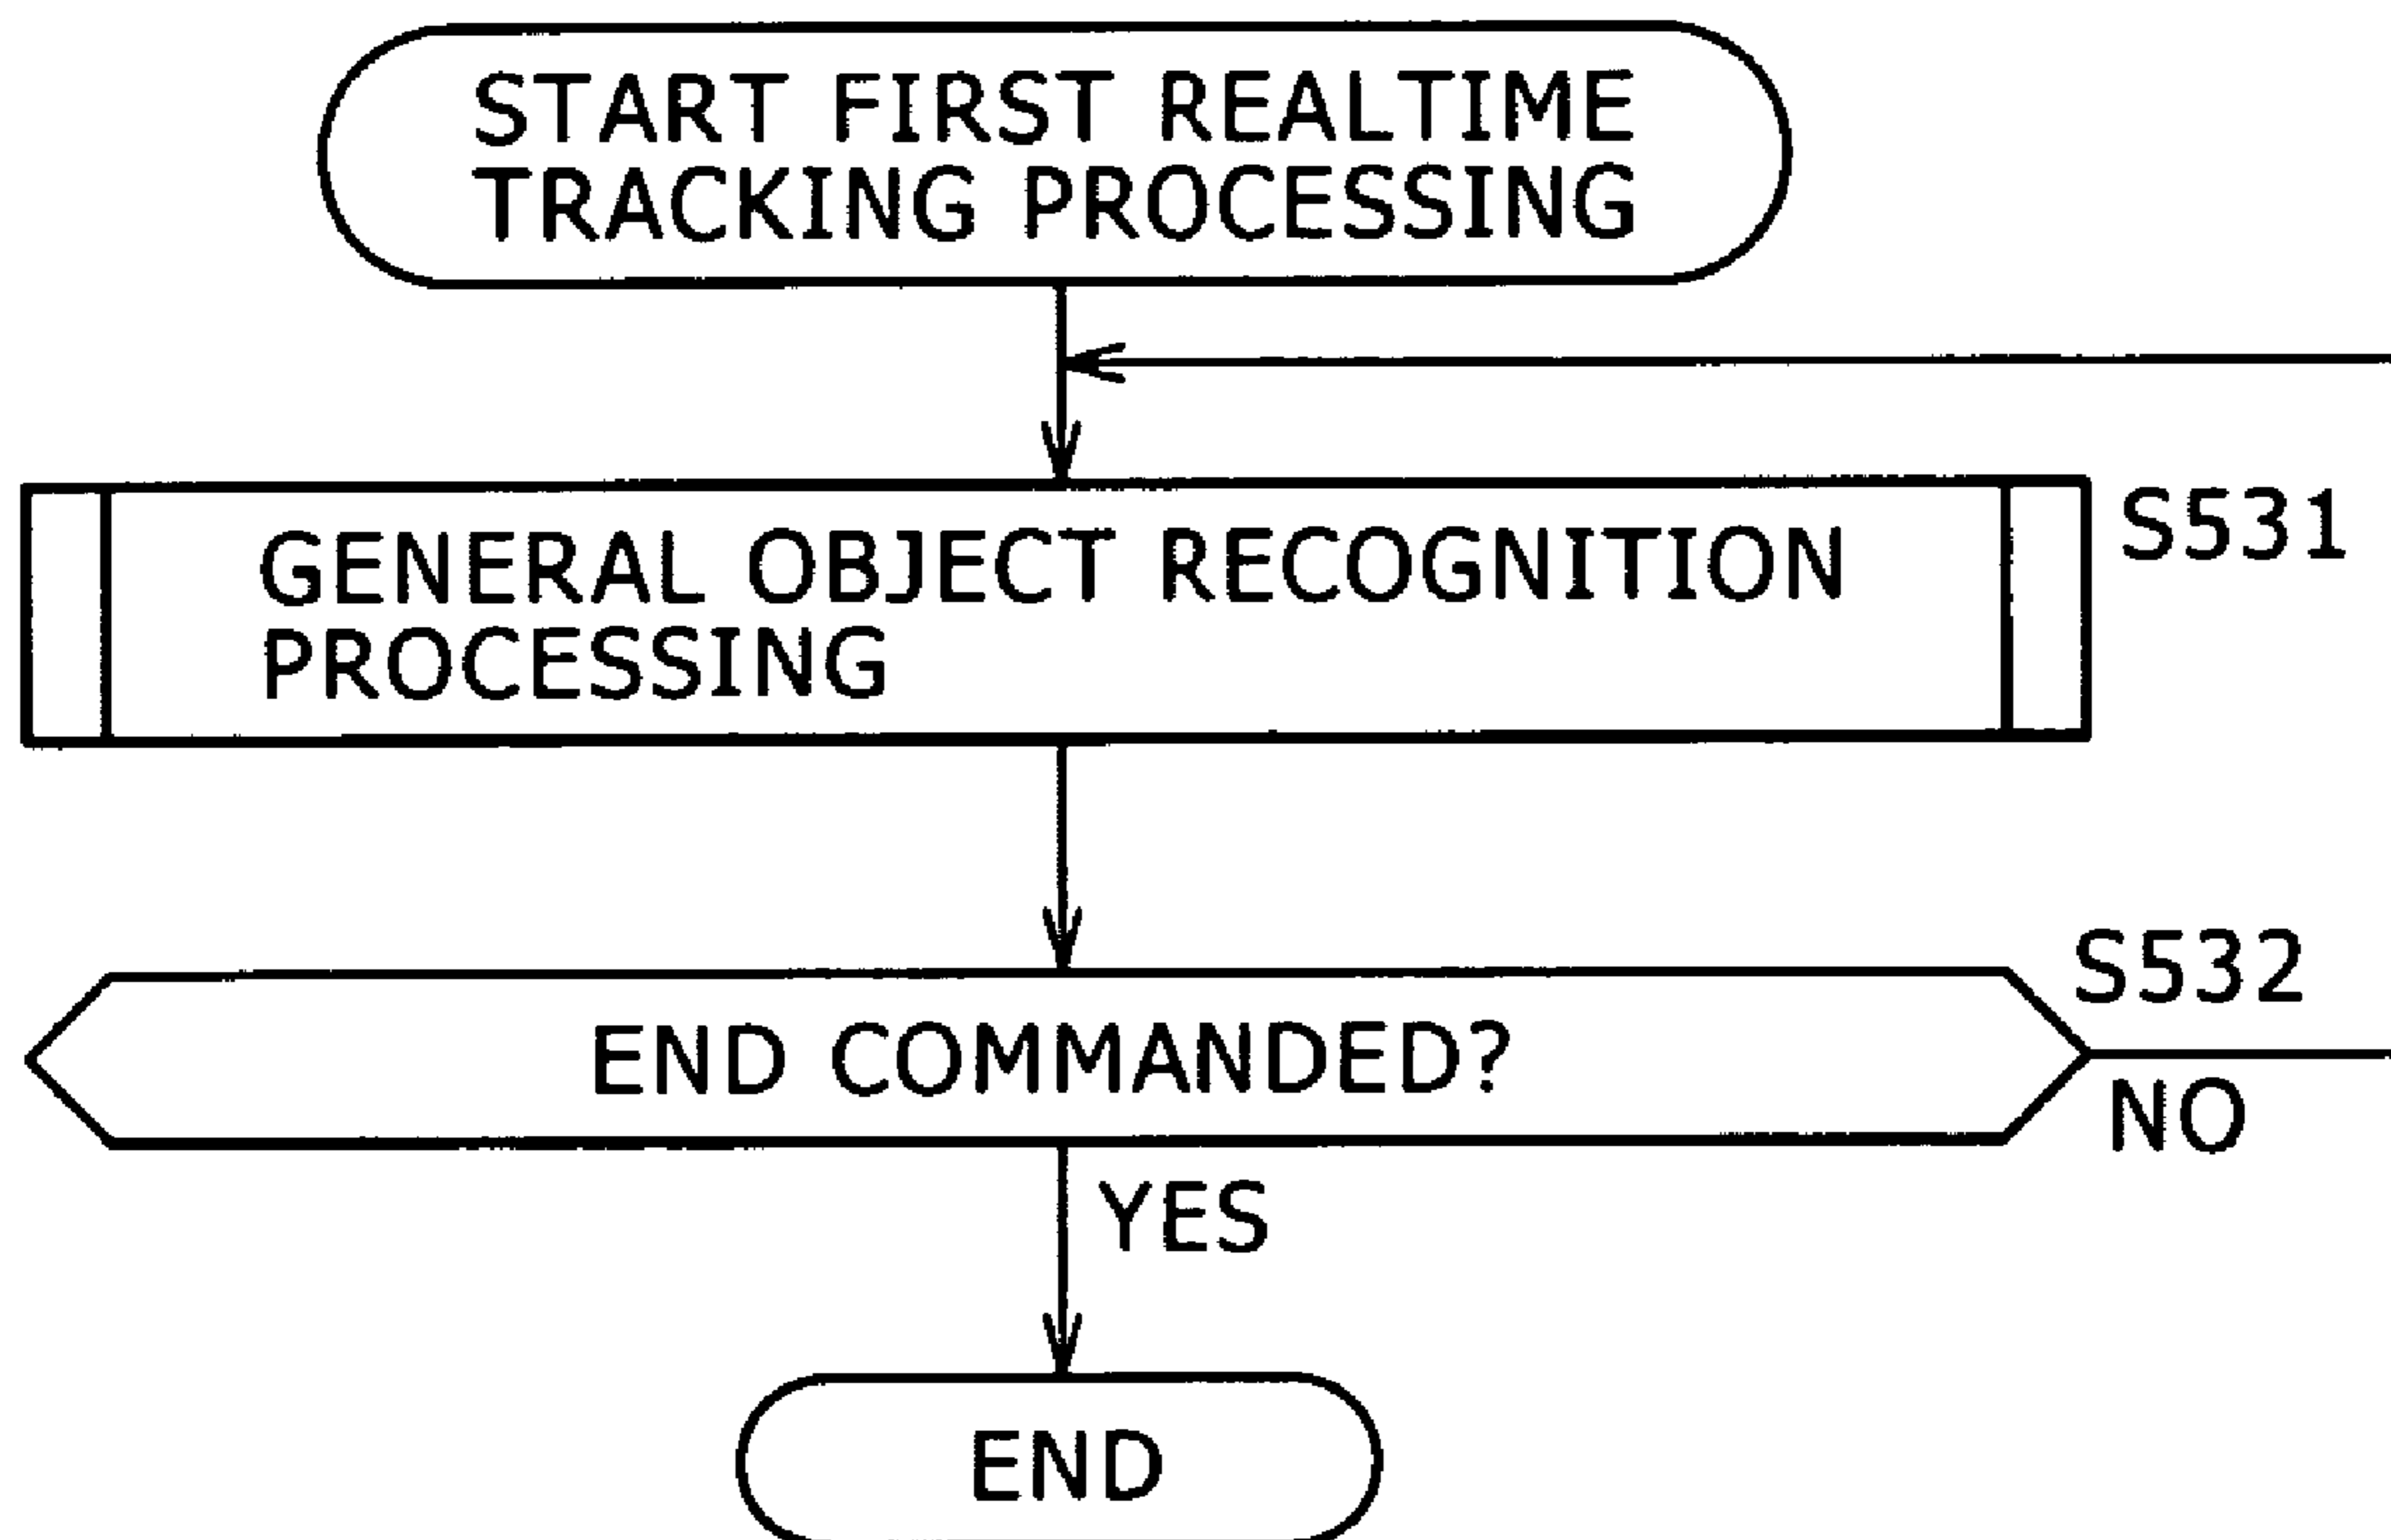 START FIRST REALTIME
TRACKING PROCESSING
S531
GENERAL OBJECT RECOGNITION
PROCESSING
S532
END COMMANDED?
NO
YES
END